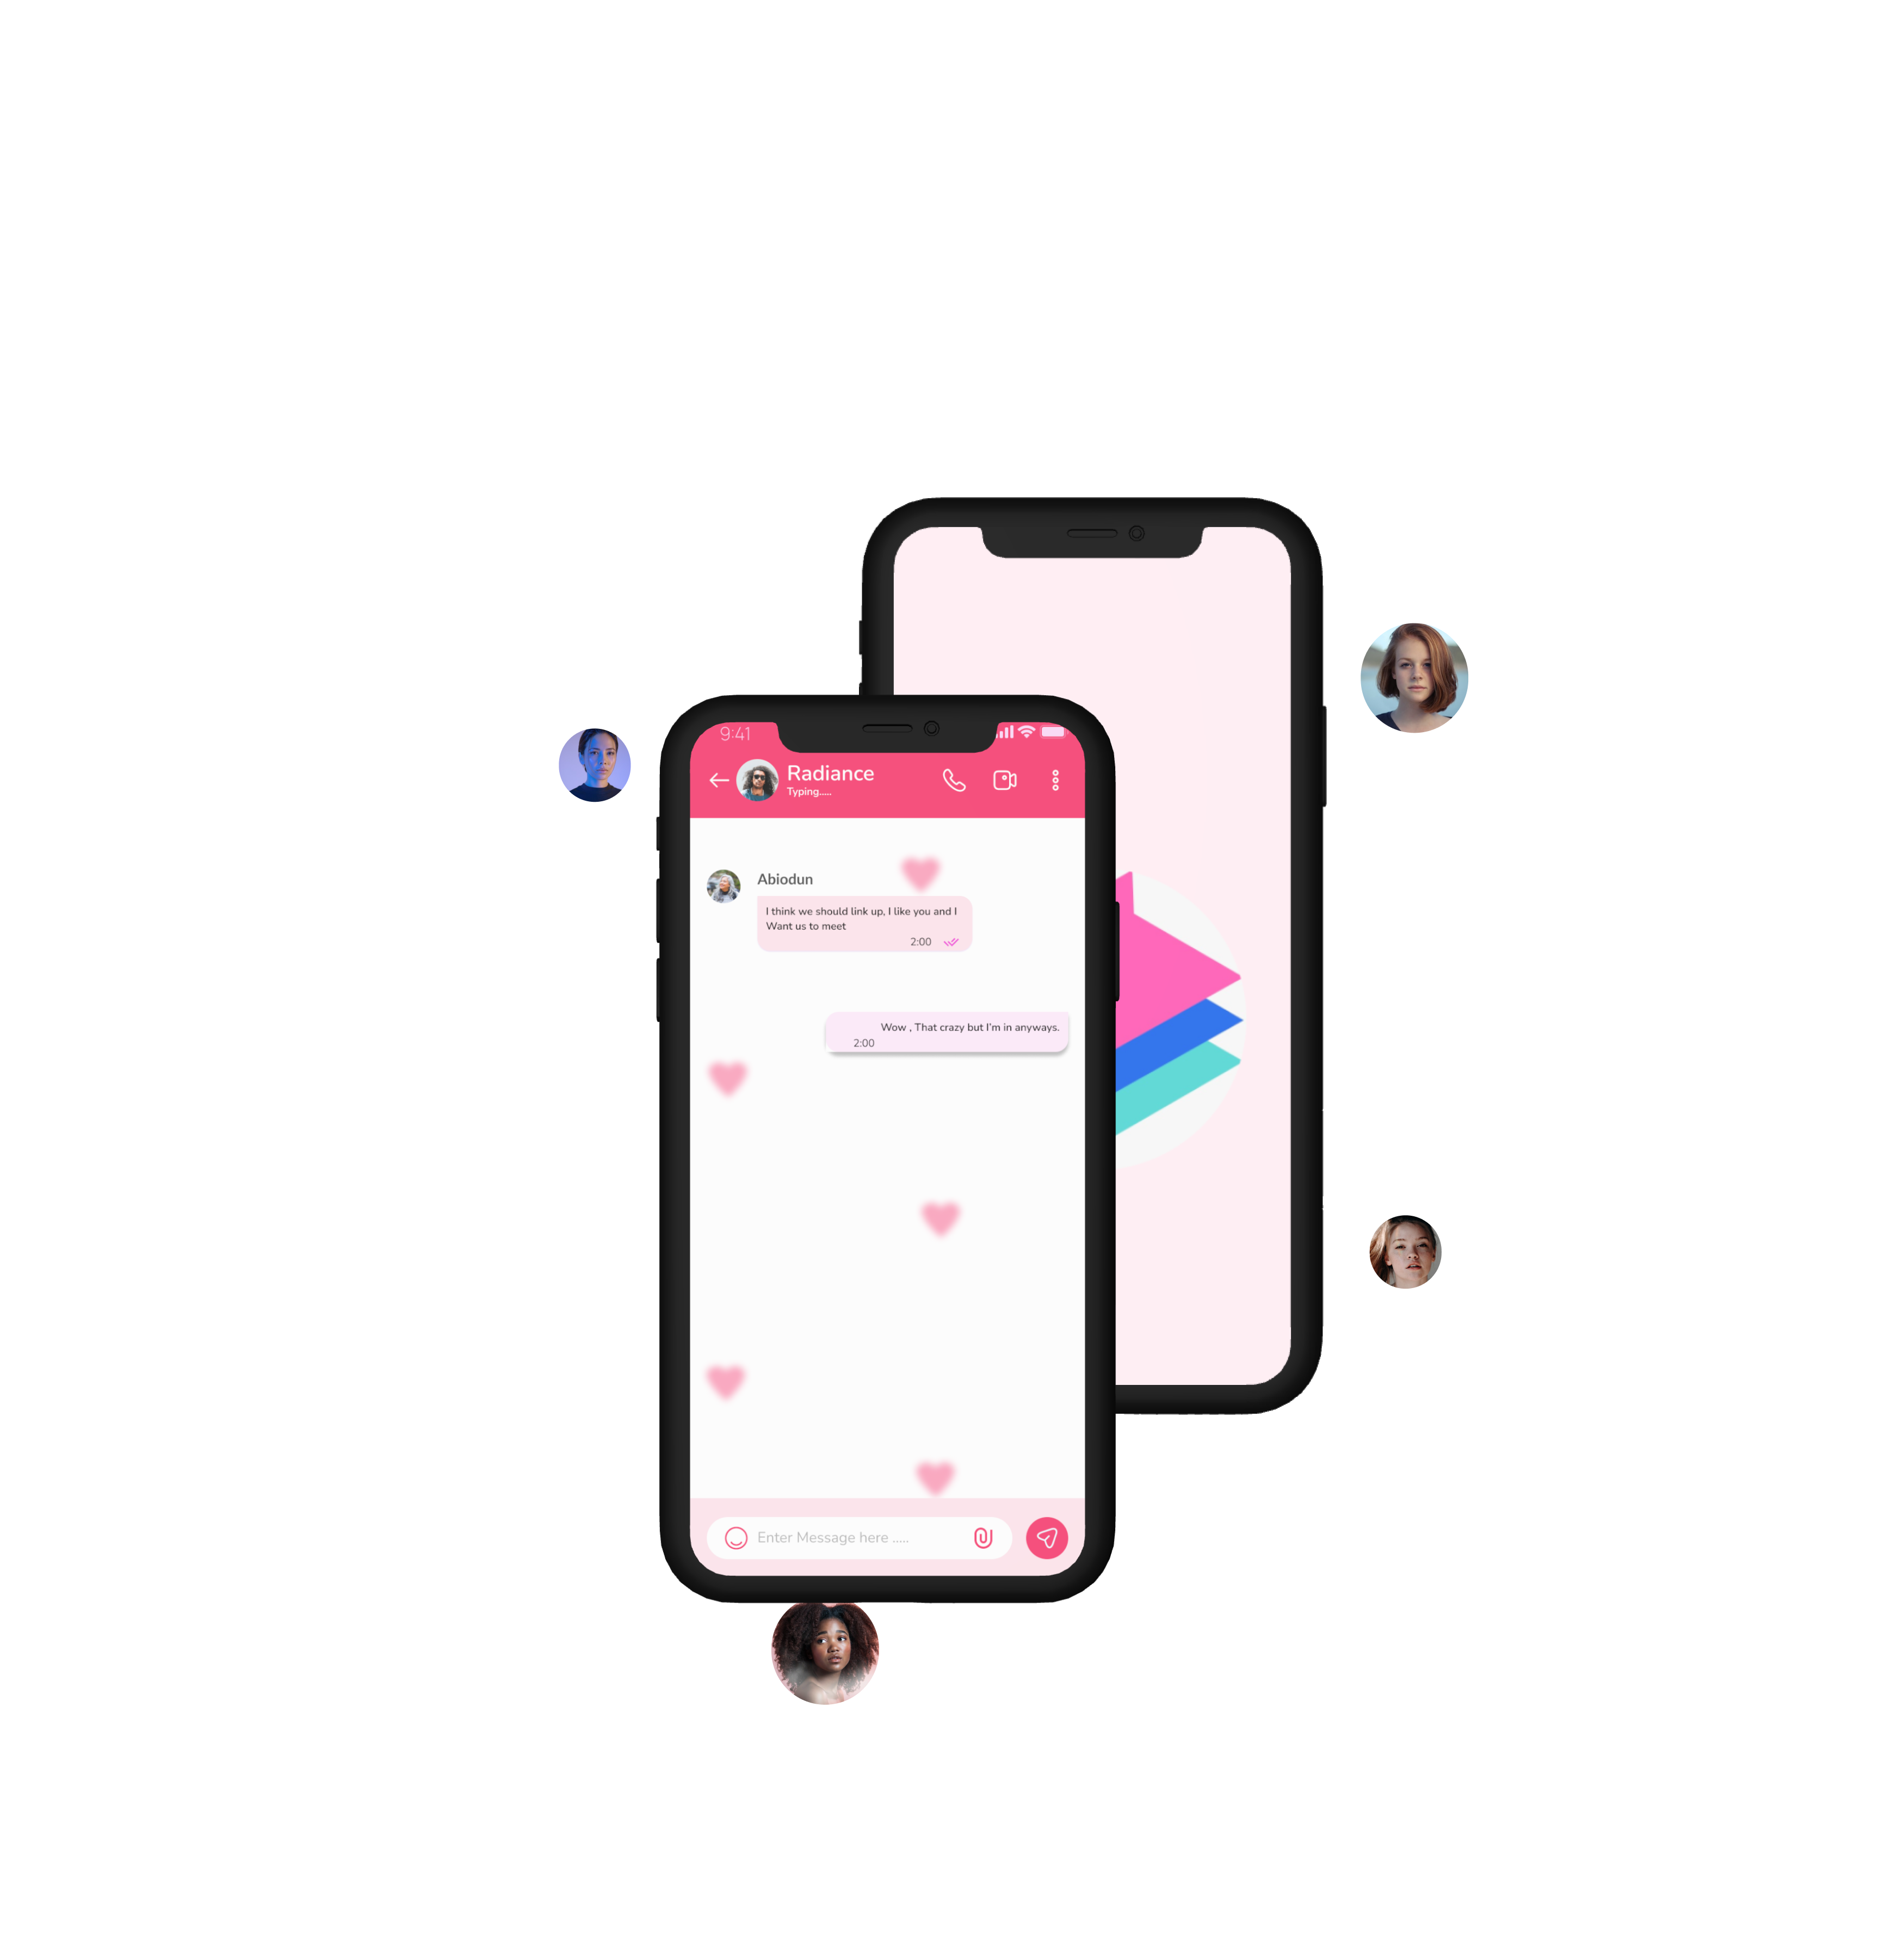 9:41
Radiance
Typing.....
Abiodun
I think we should link up, I like you and I
Want us to meet
2:00
Wow , That crazy but I'm in anyways.
2:00
Enter Message here .....